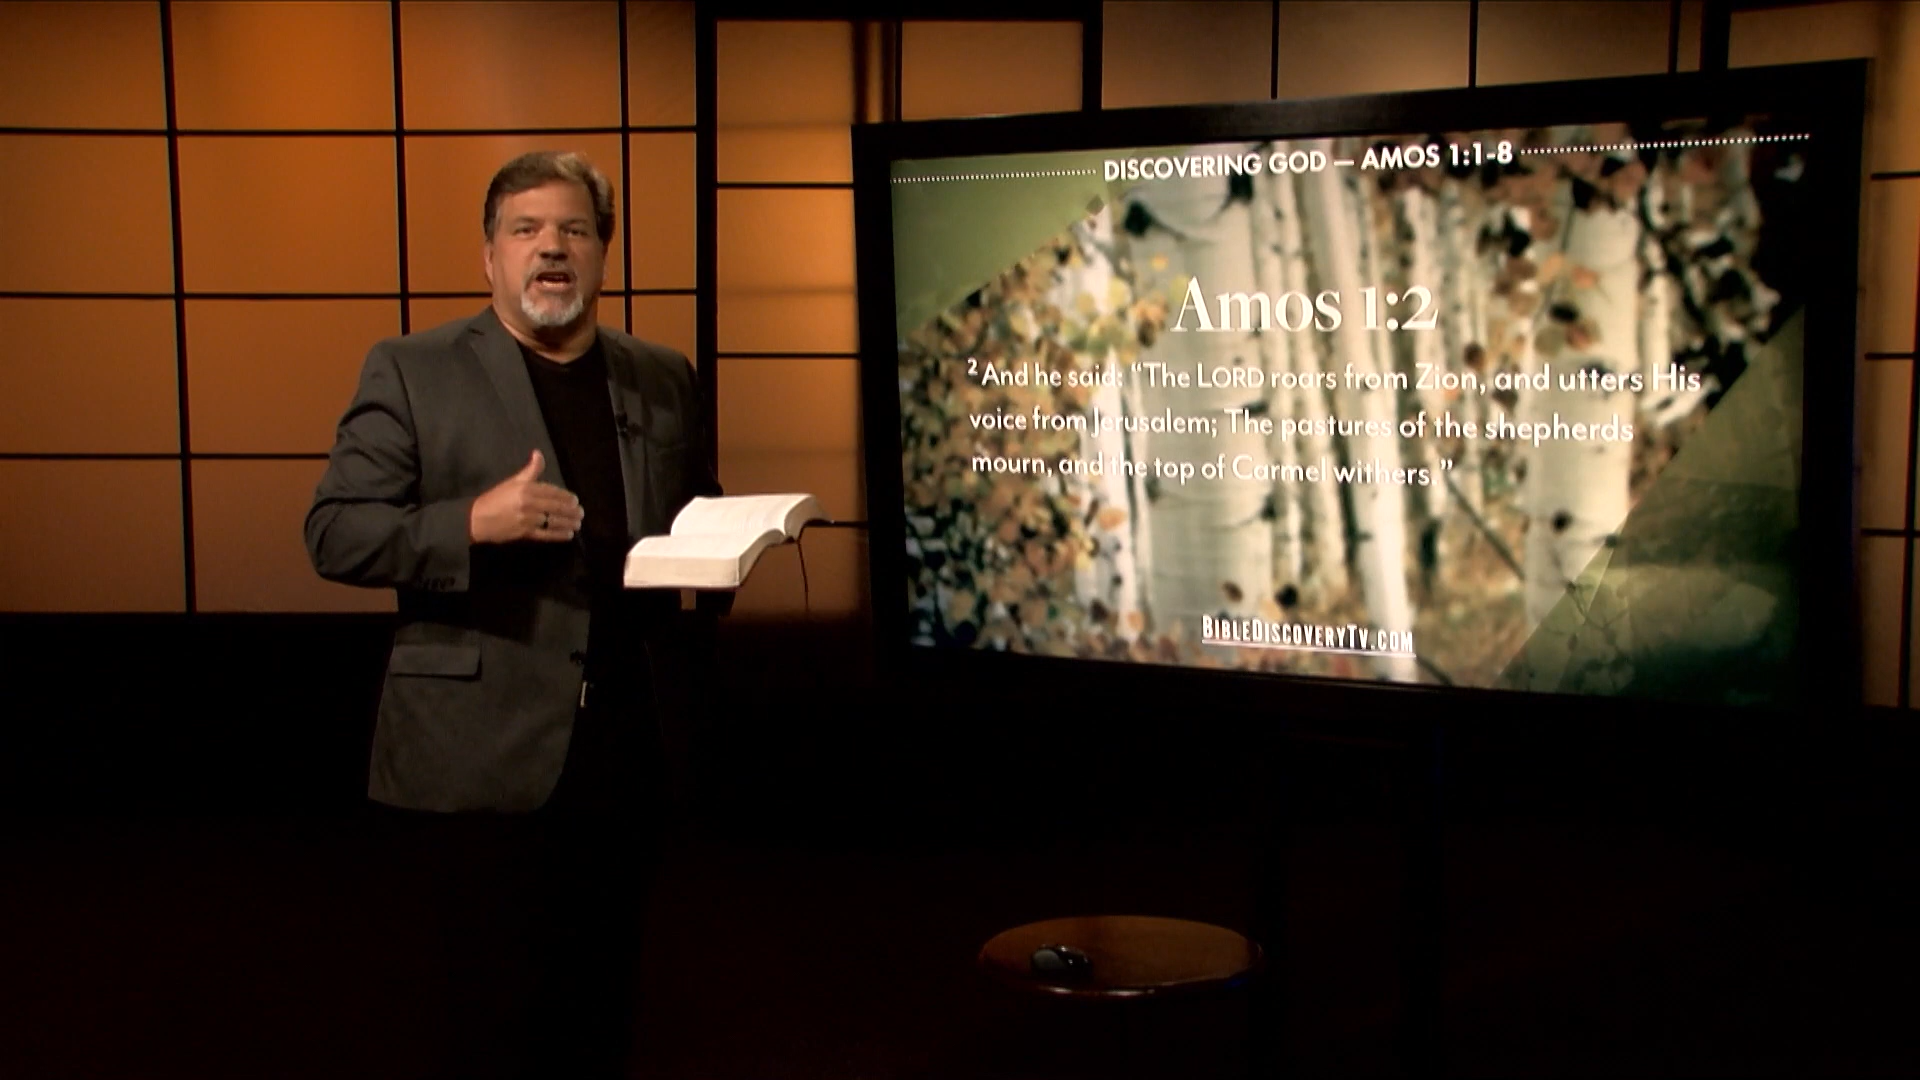 DISCOVERING GOD — AMOS 1:1-8
Amos 1:2
2 And he said: “The LORD roars from Zion, and utters His
voice from Jerusalem; The pastures of the shepherds
mourn, and the top of Carmel withers.”
BIBLEDISCOVERYTV.COM